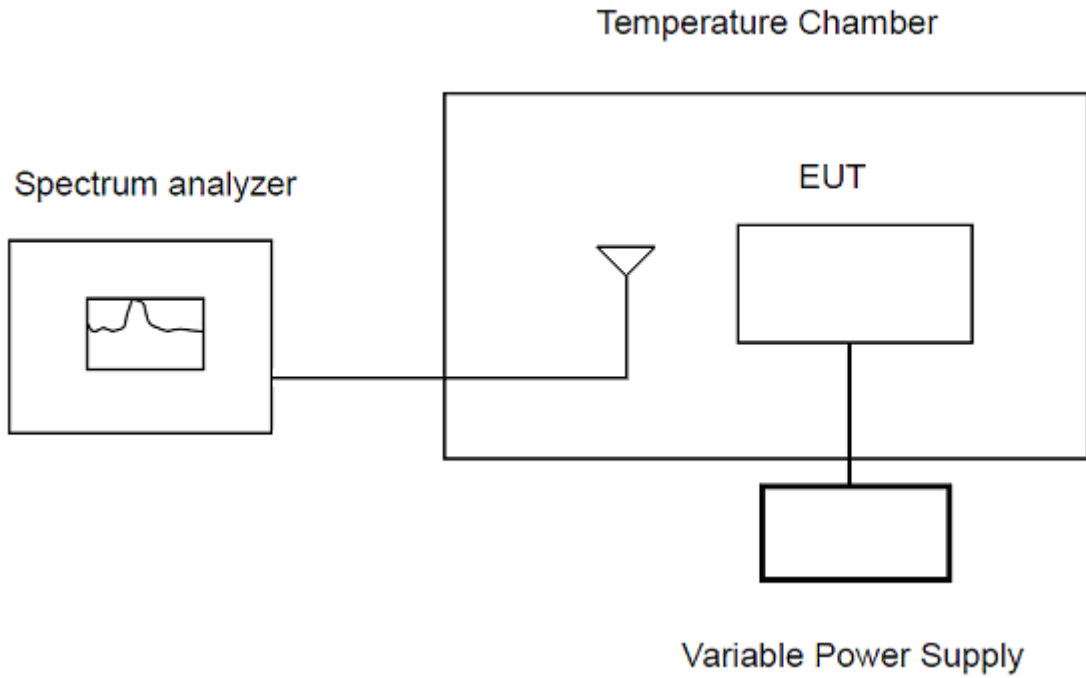 Temperature Chamber
Spectrum analyzer
EUT
Variable Power Supply